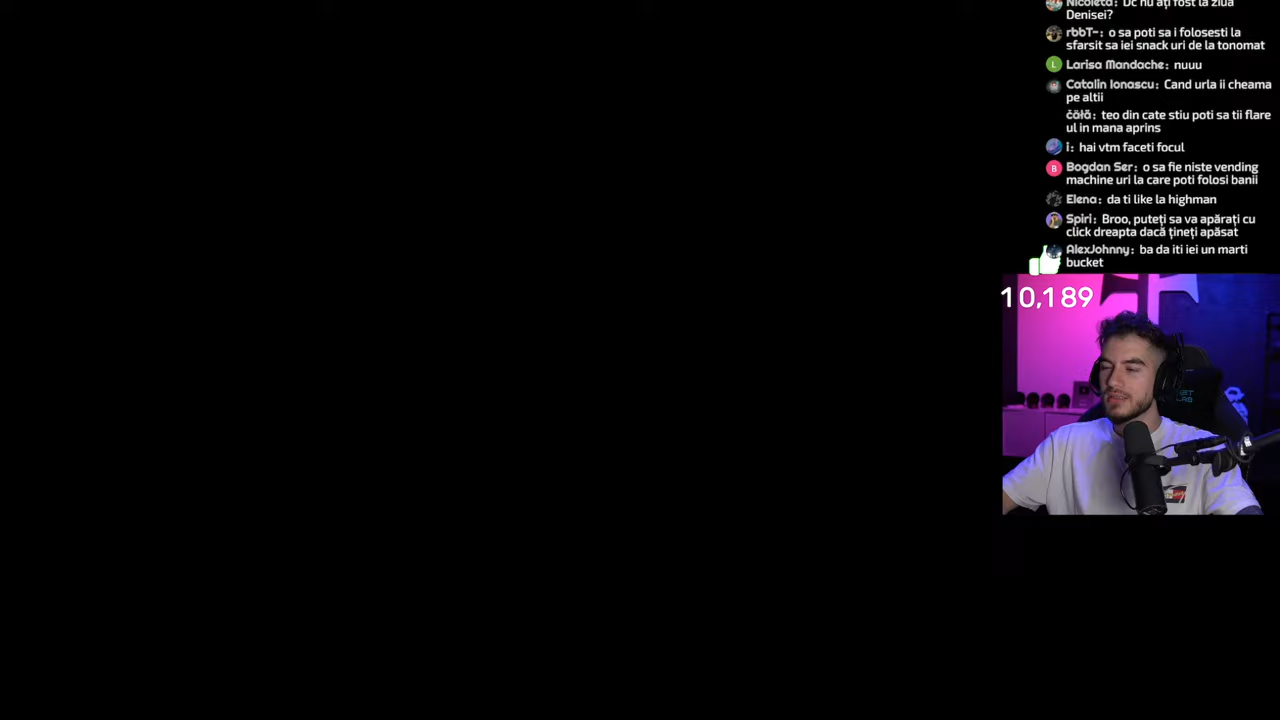 Nicoleta: Dc nu ați fost la ziua
Denisei?
rbbT-: o sa poti sa i folosesti la
sfarsit sa iei snack uri de la tonomat
L Larisa Mandache: nuuu
Catalin Ionascu: Cand urla ii cheama
pe altii
čălă: teo din cate stiu poti sa tii flare
ul in mana aprins
i: hai vtm faceti focul
B Bogdan Ser: o sa fie niste vending
machine uri la care poti folosi banii
Elena: da ti like la highman
Spiri: Broo, puteți sa va apărați cu
click dreapta dacă țineți apăsat
AlexJohnny: ba da iti iei un marti
bucket
10,189